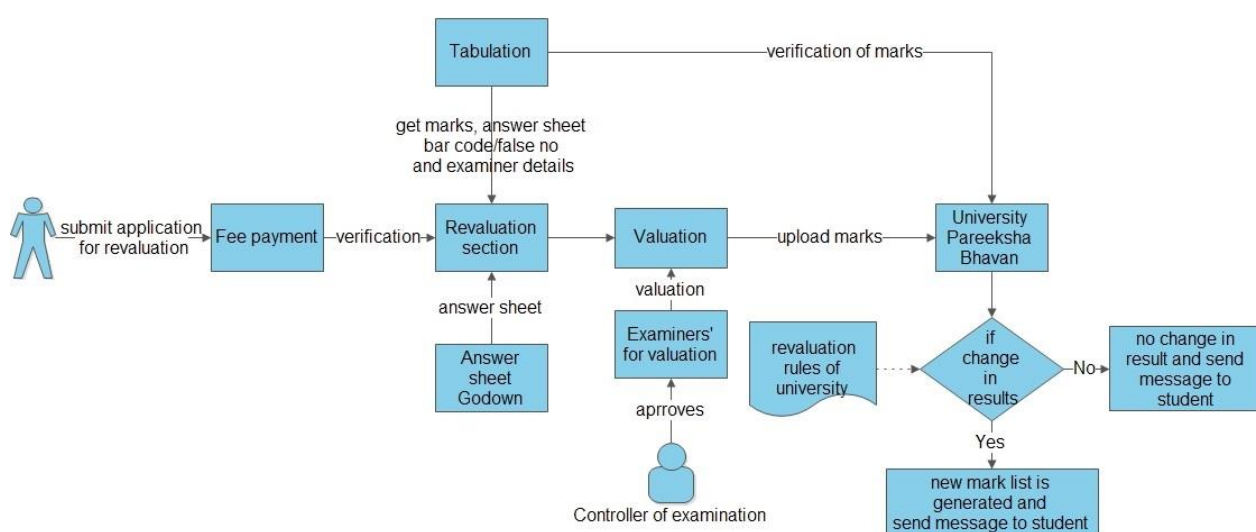 Tabulation
verification of marks
get marks, answer sheet
bar code/false no
and examiner details
submit application
for revaluation
Fee payment
verification
Revaluation
section
Valuation
upload marks
University
Pareeksha
Bhavan
answer sheet
valuation
Answer
sheet
Godown
Examiners'
for valuation
revaluation
rules of
university
if
change
in
results
No
no change in
result and send
message to
student
aprroves
Yes
Controller of examination
new mark list is
generated and
send message to student